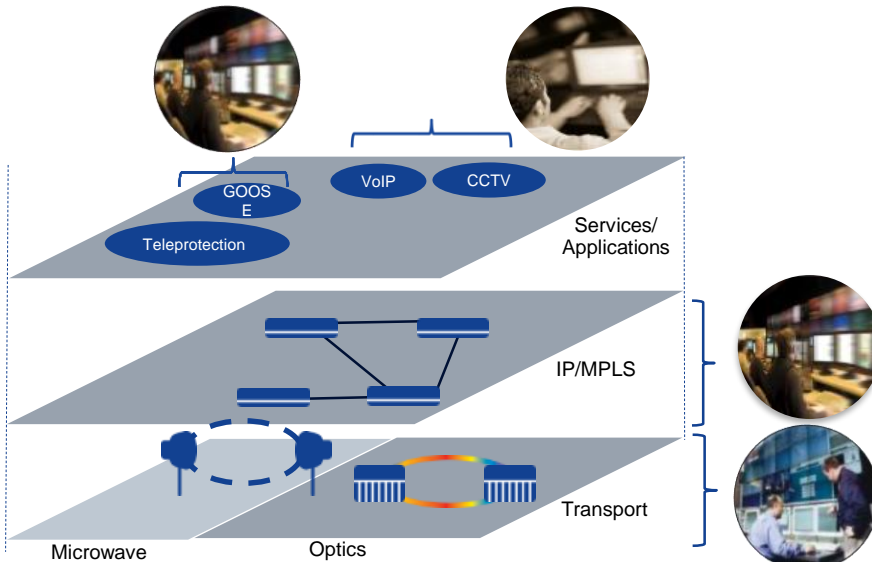 VoIP
CCTV
GOOS
E
Teleprotection
Services/
Applications
IP/MPLS
Transport
Microwave
Optics